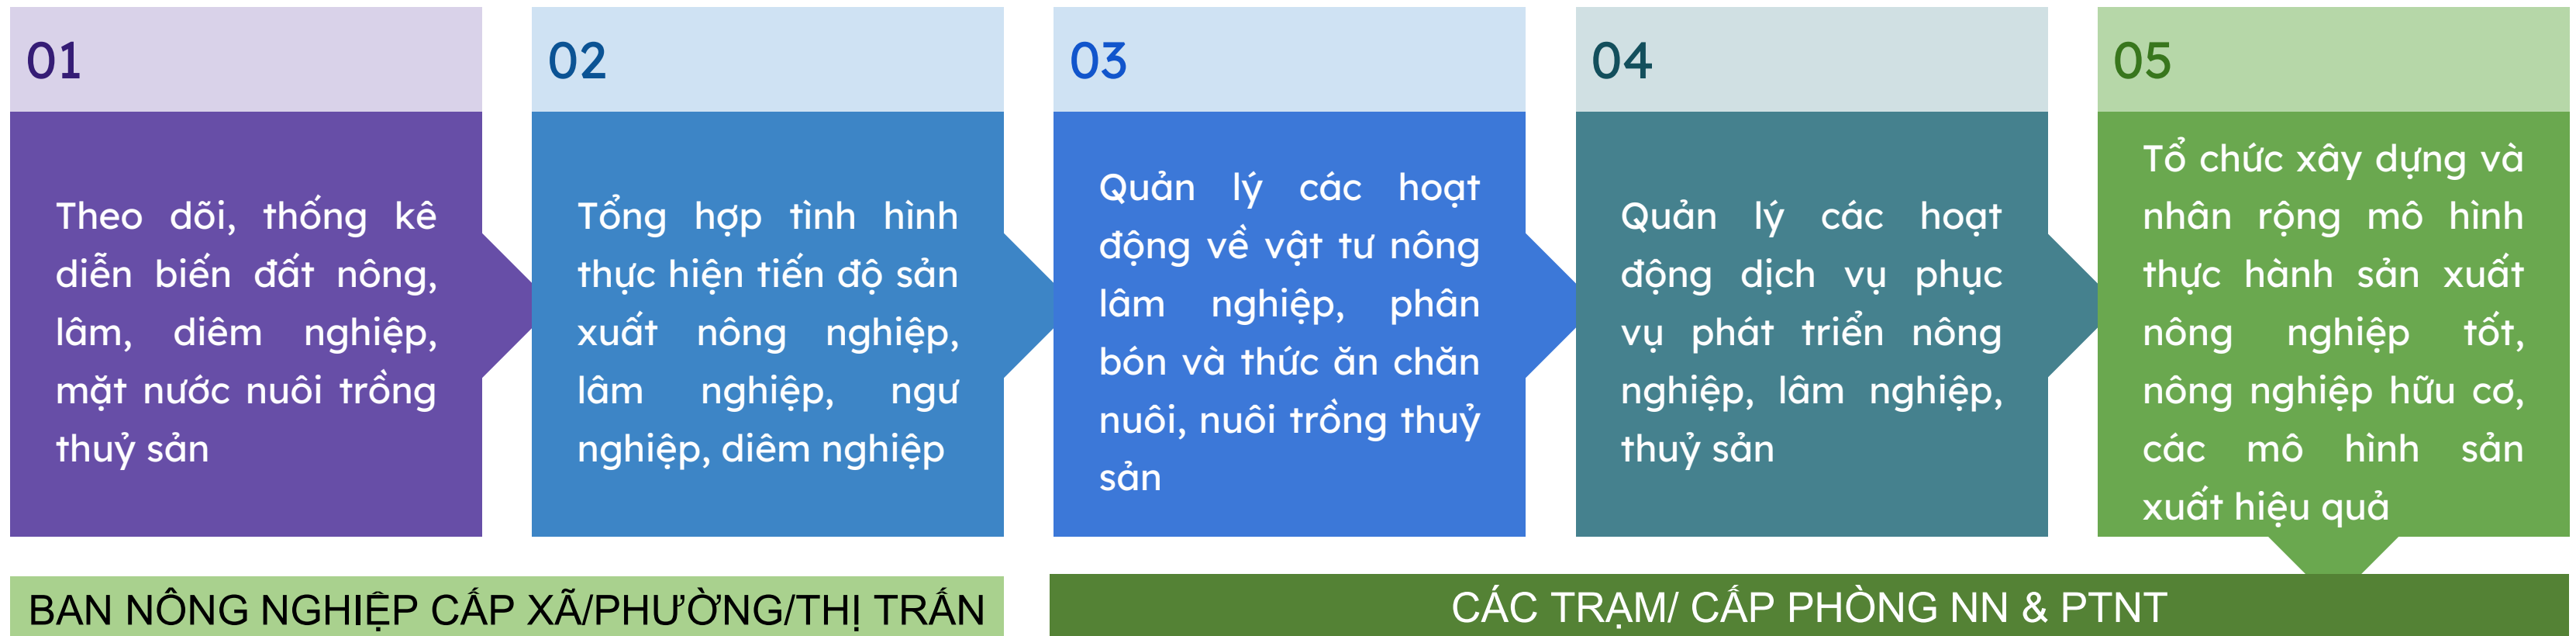 01
Theo dõi, thống kê
diễn biến đất nông,
lâm, diêm nghiệp,
mặt nước nuôi trồng
thuỷ sản
02
Tổng hợp tình hình
thực hiện tiến độ sản
xuất nông nghiệp,
lâm nghiệp, ngư
nghiệp, diêm nghiệp
03
Quản lý các hoạt
động về vật tư nông
lâm nghiệp, phân
bón và thức ăn chăn
nuôi, nuôi trồng thuỷ
sản
04
Quản lý các hoạt
động dịch vụ phục
vụ phát triển nông
nghiệp, lâm nghiệp,
thuỷ sản
05
Tổ chức xây dựng và
nhân rộng mô hình
thực hành sản xuất
nông nghiệp tốt,
nông nghiệp hữu cơ,
các mô hình sản
xuất hiệu quả
BAN NÔNG NGHIỆP CẤP XÃ/PHƯỜNG/THỊ TRẤN
CÁC TRẠM/ CẤP PHÒNG NN & PTNT